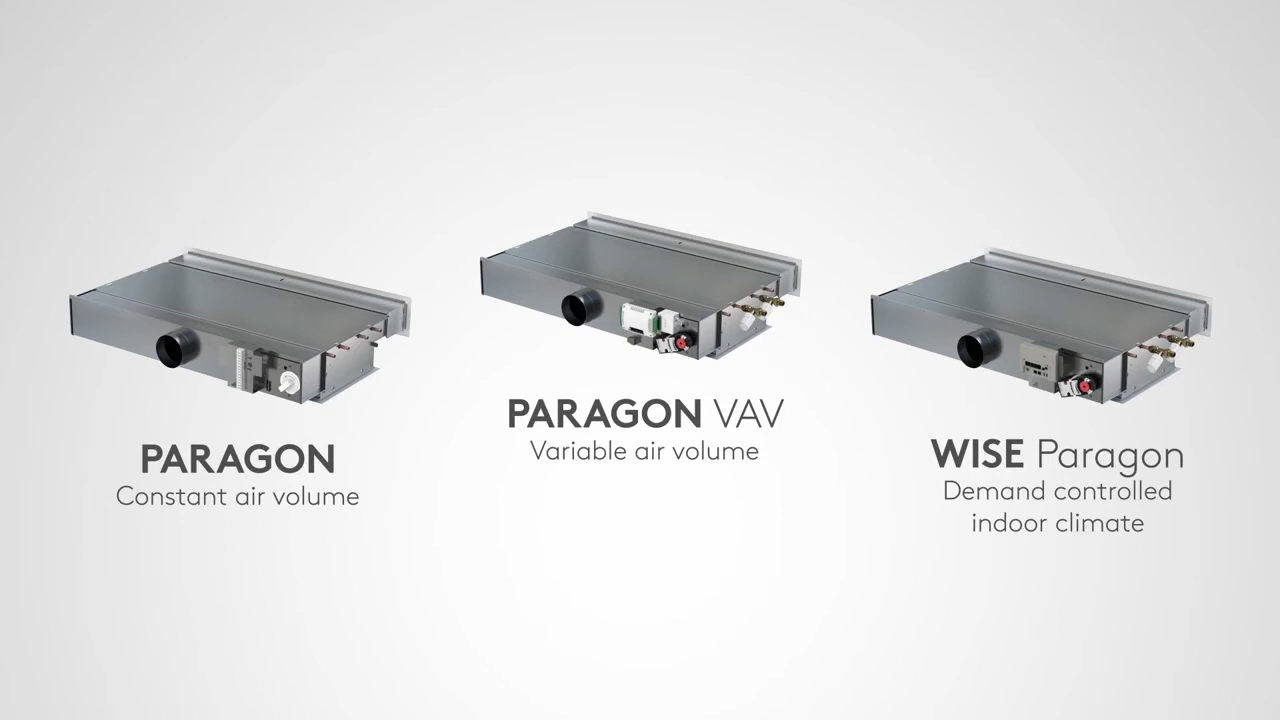 PARAGON
Constant air volume
PARAGON VAV
Variable air volume
WISE Paragon
Demand controlled
indoor climate